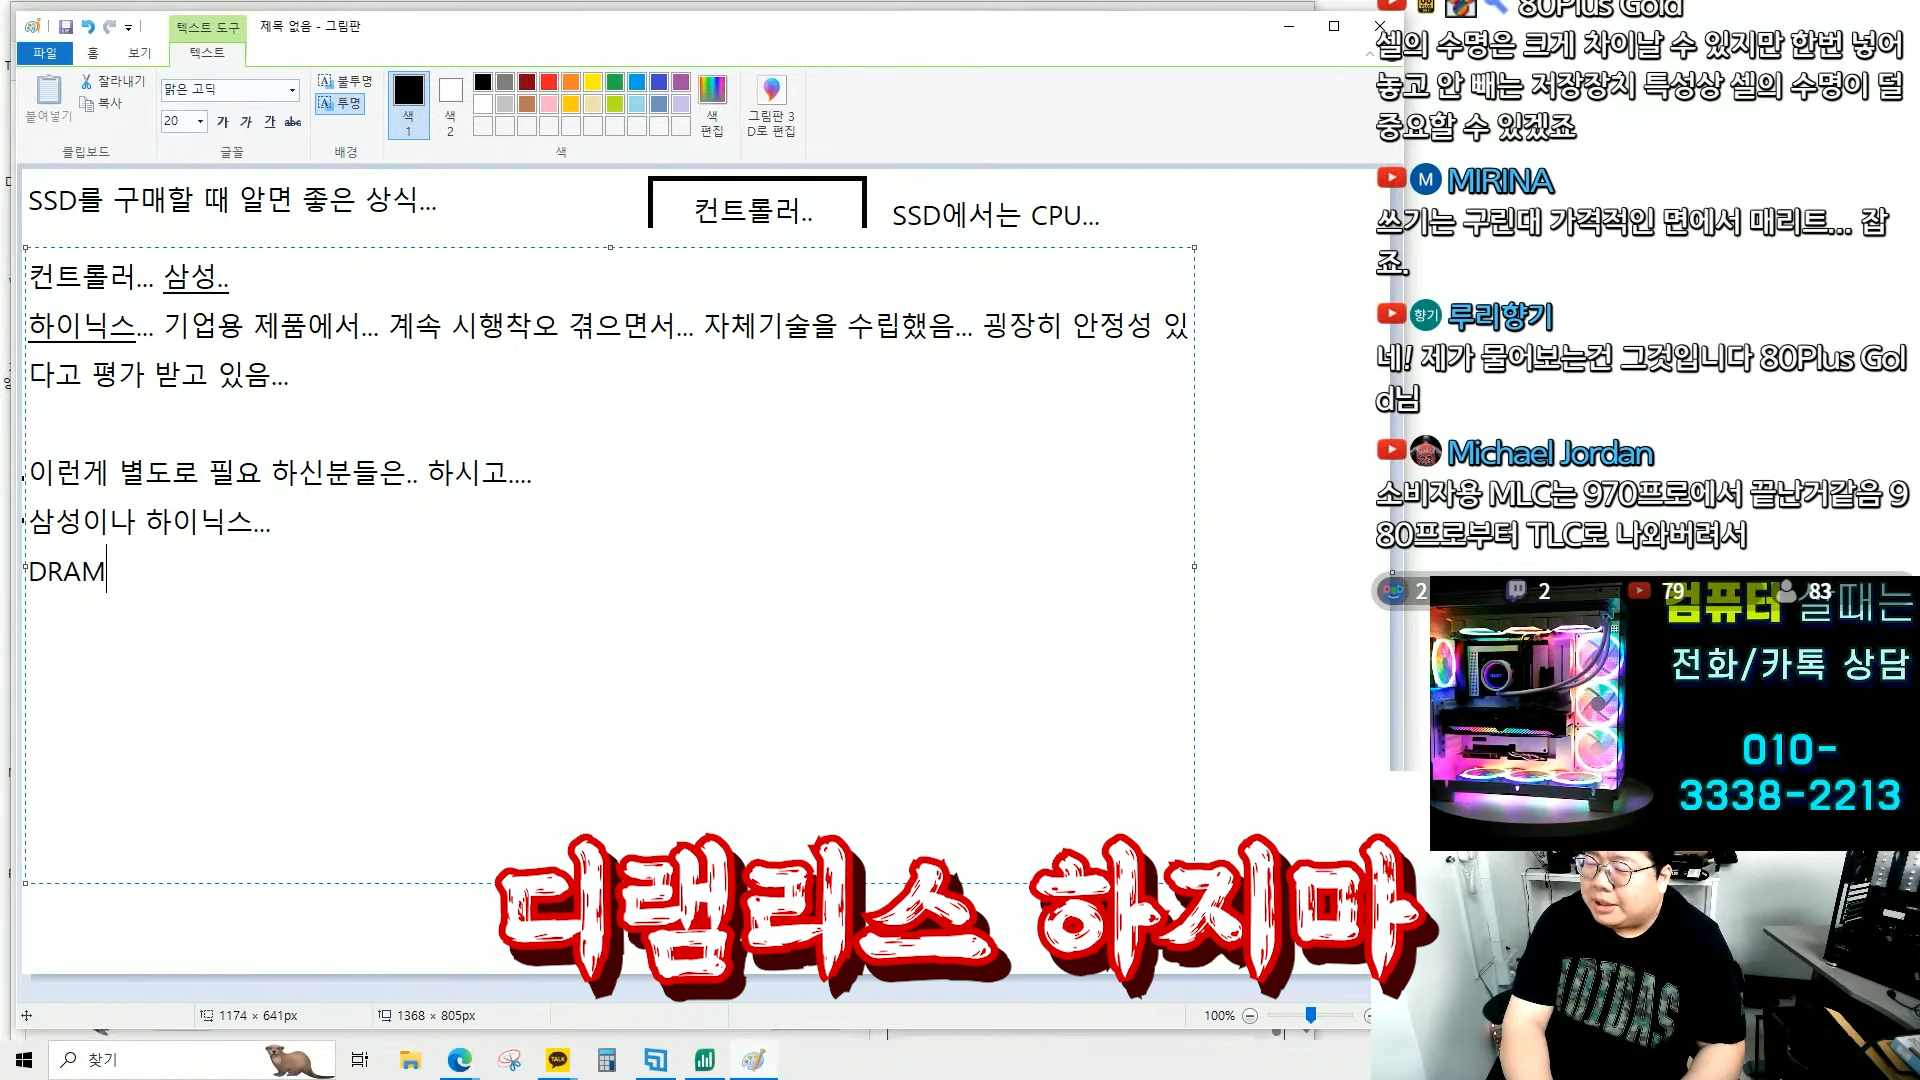 텍스트 도구
제목 없음 - 그림판
파일
홈
보기
텍스트
붙여넣기
잘라내기
복사
클립보드
맑은 고딕
20
가 가 가 abc
글꼴
불투명
투명
배경
색
1
색
2
색
편집
그림판 3
D로 편집
색
SSD를 구매할 때 알면 좋은 상식...
컨트롤러..
SSD에서는 CPU...
컨트롤러... 삼성..
하이닉스... 기업용 제품에서... 계속 시행착오 겪으면서... 자체기술을 수립했음... 굉장히 안정성 있
다고 평가 받고 있음...
이런게 별도로 필요 하신분들은.. 하시고....
삼성이나 하이닉스...
DRAM
80Plus Gold
셀의 수명은 크게 차이날 수 있지만 한번 넣어
놓고 안 빼는 저장장치 특성상 셀의 수명이 덜
중요할 수 있겠죠
M MIRINA
쓰기는 구린대 가격적인 면에서 매리트... 잡
죠.
향기 루리향기
네! 제가 물어보는건 그것입니다 80Plus Gol
d님
Michael Jordan
소비자용 MLC는 970프로에서 끝난거같음 9
80프로부터 TLC로 나와버려서
2
2
79
83
컴퓨터 살때는
전화/카톡 상담
010-
3338-2213
디램리스 하지마
1174 × 641px
1368 × 805px
100%
찾기
TALK